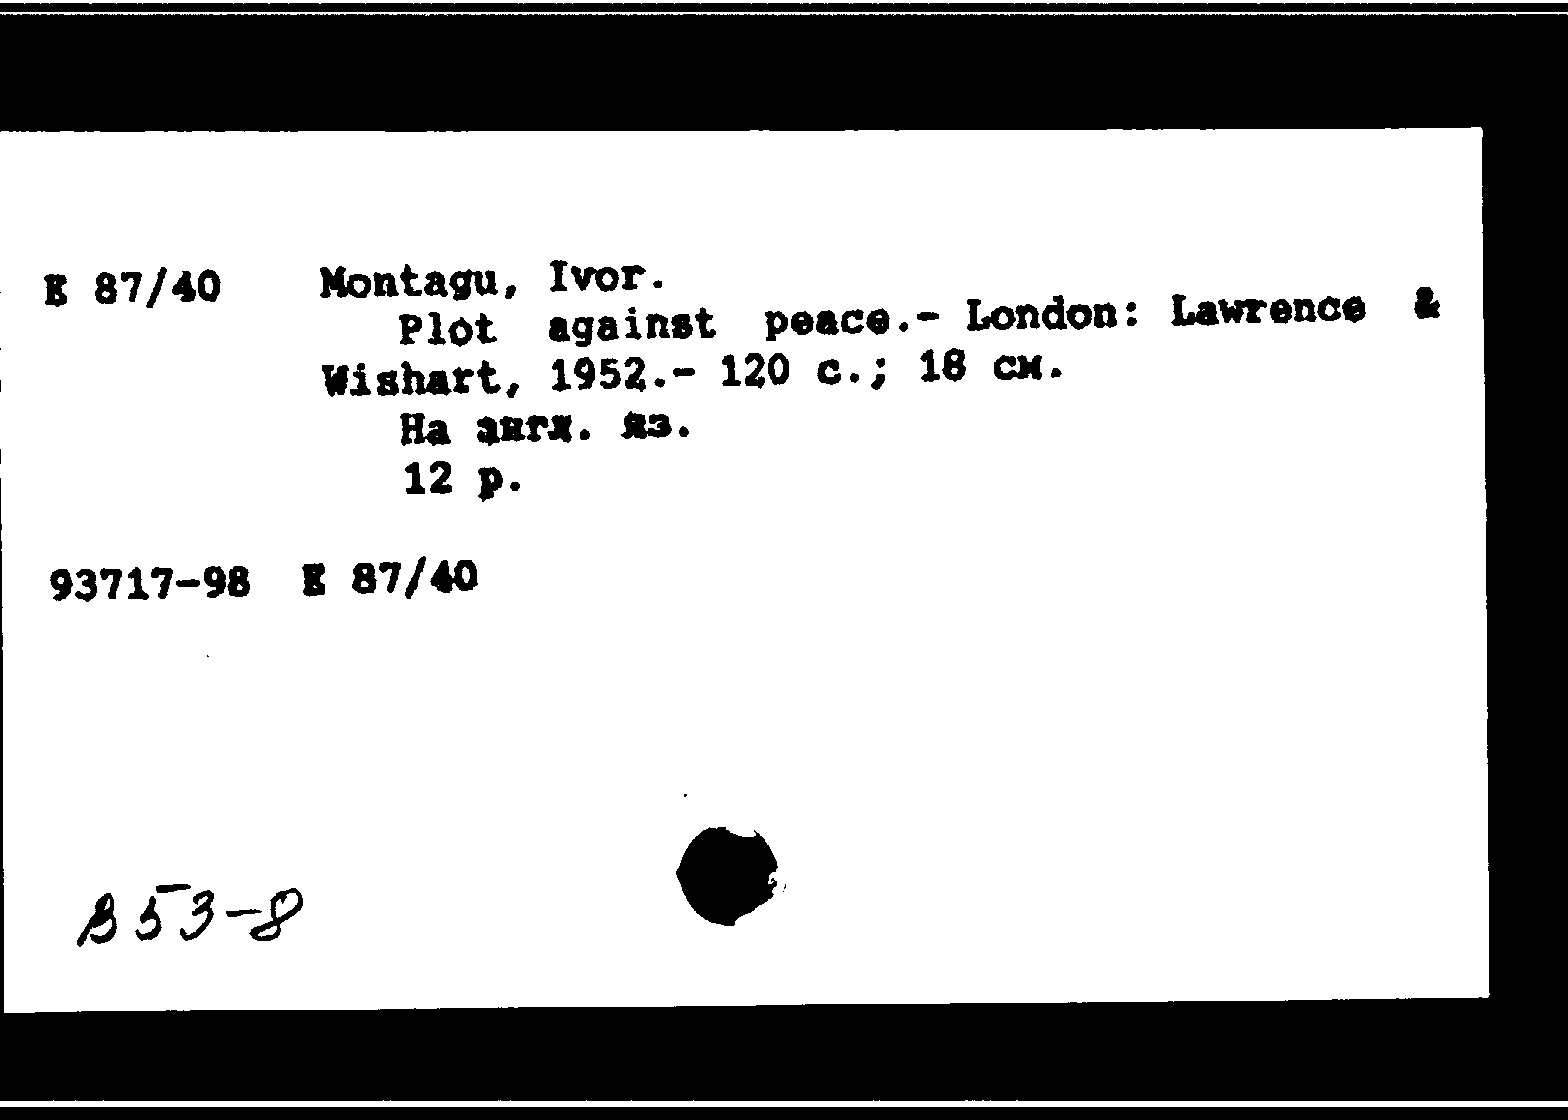 Е 87/40 Montagu, Ivor.
Plot against peace.- London: Lawrence &
Wishart, 1952.- 120 с.; 18 см.
На англ. яз.
12 р.
93717-98 Е 87/40
В53-8